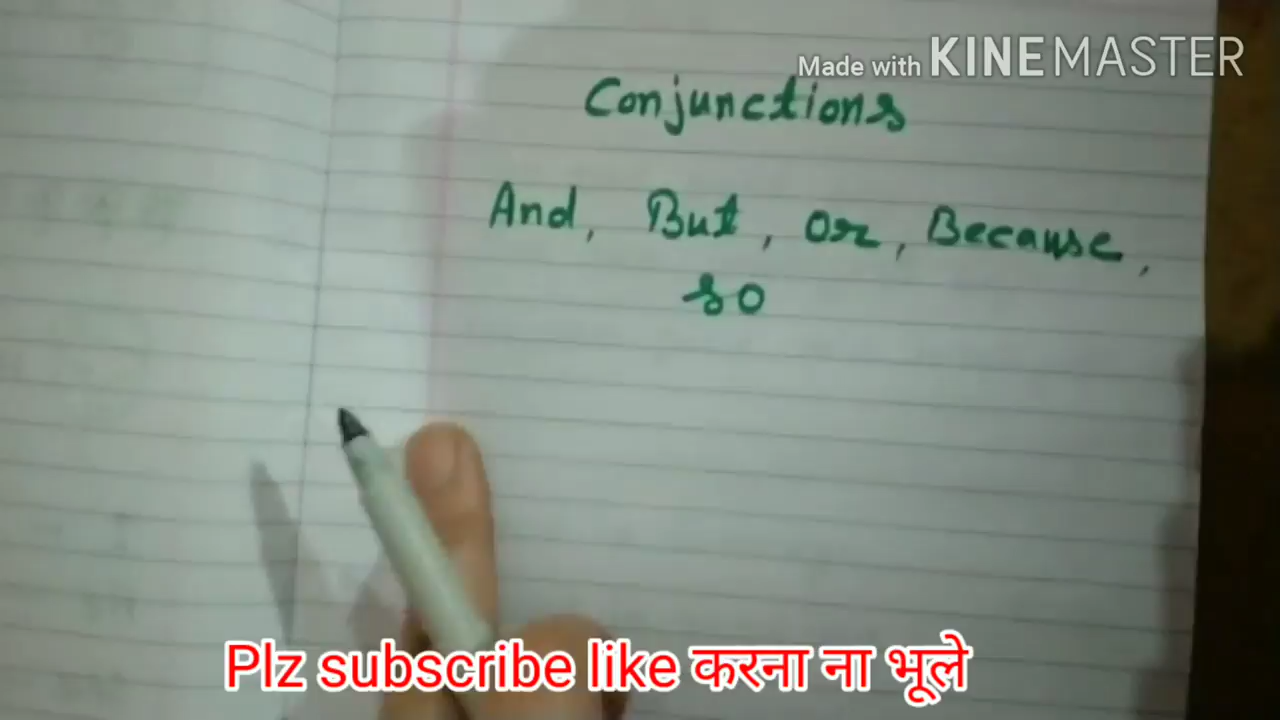 Made with KINEMASTER
Conjunctions
And, But, Or, Because,
so
Plz subscribe like करना ना भूले